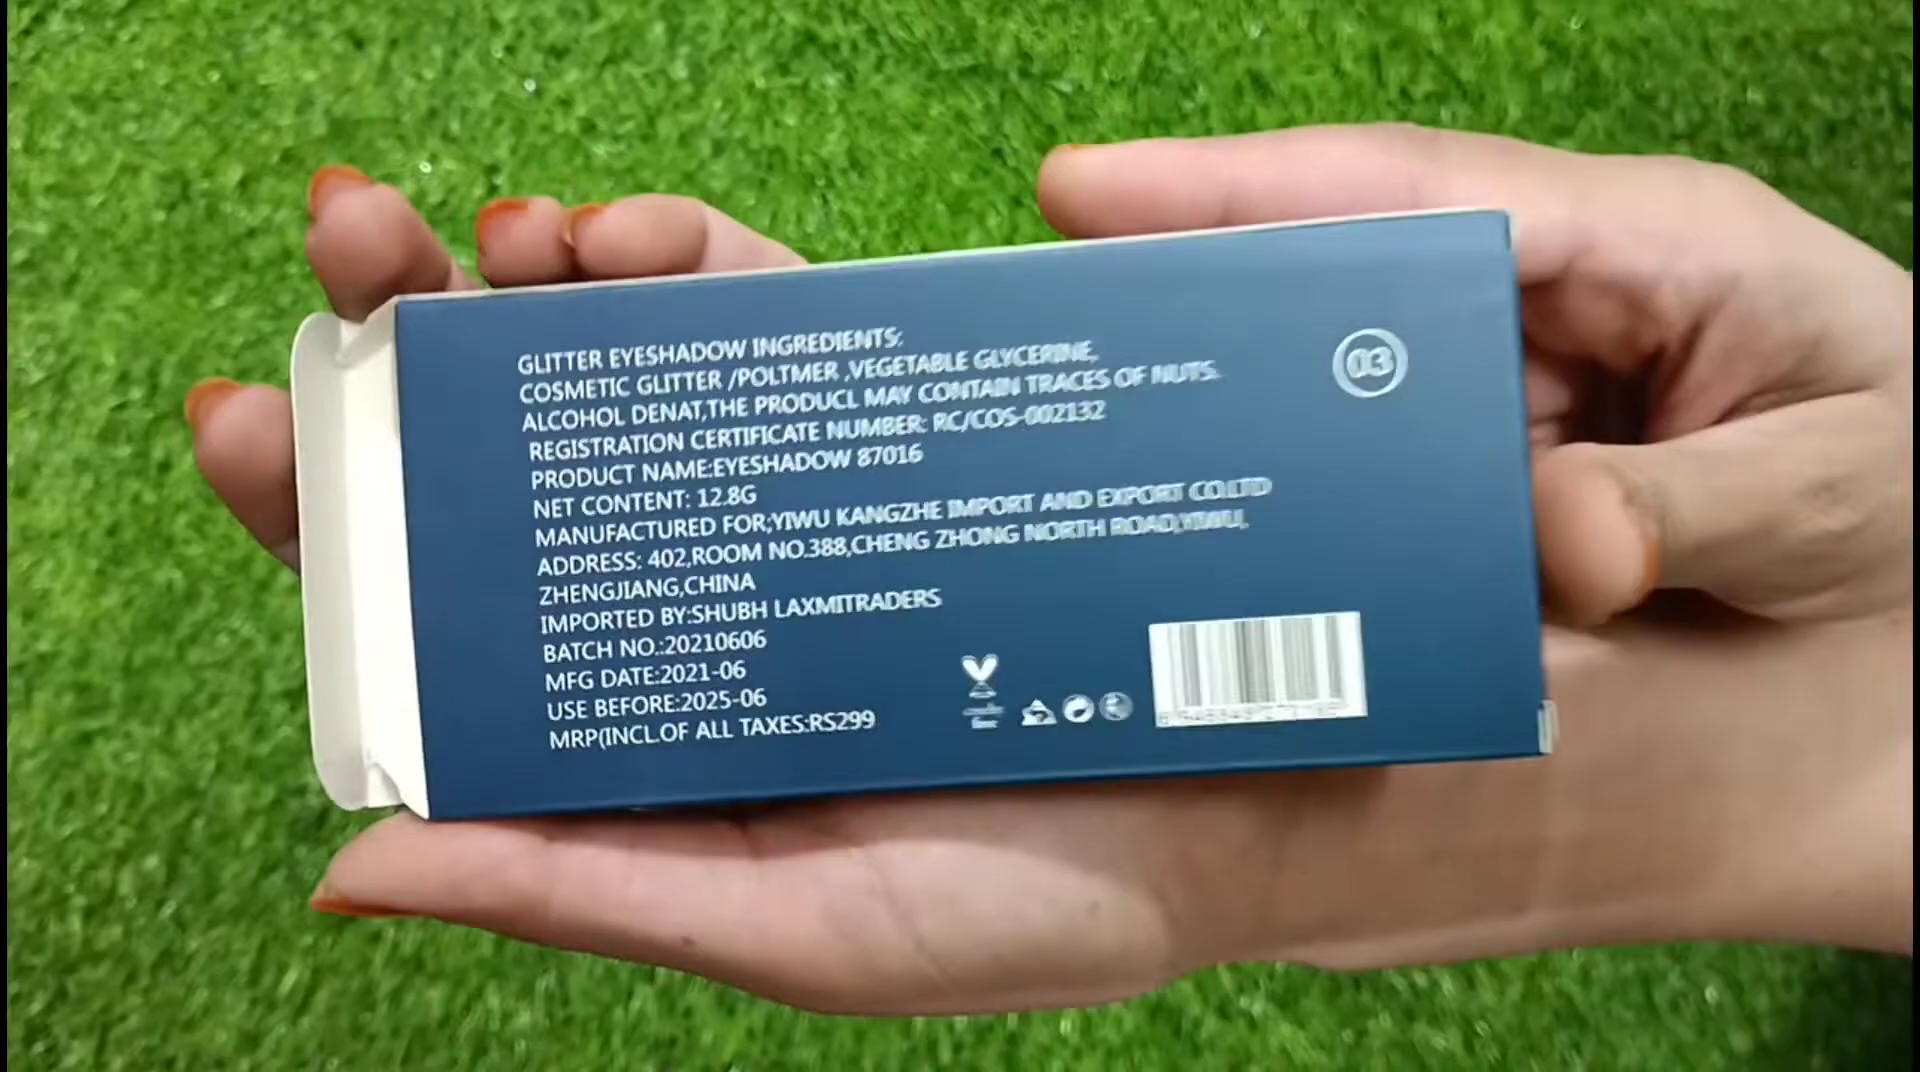 GLITTER EYESHADOW INGREDIENTS:
COSMETIC GLITTER /POLTMER ,VEGETABLE GLYCERINE,
ALCOHOL DENAT,THE PRODUCL MAY CONTAIN TRACES OF NUTS.
REGISTRATION CERTIFICATE NUMBER: RC/COS-002132
PRODUCT NAME:EYESHADOW 87016
NET CONTENT: 12.8G
MANUFACTURED FOR;YIWU KANGZHE IMPORT AND EXPORT CO.LTD
ADDRESS: 402,ROOM NO.388,CHENG ZHONG NORTH ROAD,YIWU,
ZHENGJIANG,CHINA
IMPORTED BY:SHUBH LAXMITRADERS
BATCH NO.:20210606
MFG DATE:2021-06
USE BEFORE:2025-06
MRP(INCL.OF ALL TAXES:RS299
03